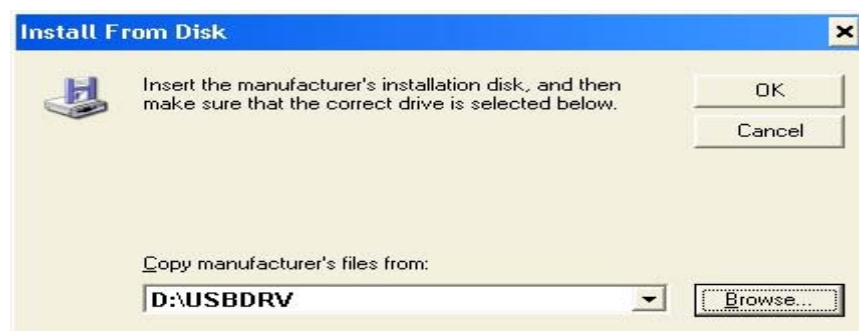 Install From Disk
Insert the manufacturer's installation disk, and then
make sure that the correct drive is selected below.
OK
Cancel
Copy manufacturer's files from:
D:\USBDRV
Browse...